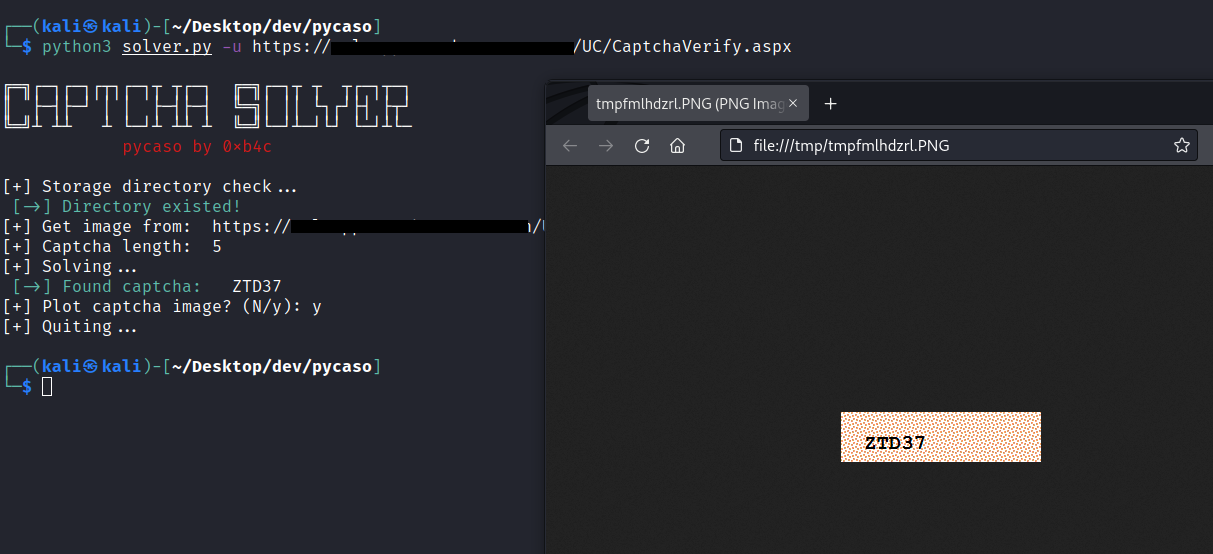 ┌──(kali㉿kali)-[~/Desktop/dev/pycaso]
└─$ python3 solver.py -u https:///UC/CaptchaVerify.aspx
CAPTCHA SOLVER
pycaso by 0×b4c
[+] Storage directory check...
[→] Directory existed!
[+] Get image from: https://
[+] Captcha length: 5
[+] Solving...
[→] Found captcha: ZTD37
[+] Plot captcha image? (N/y): y
[+] Quiting...
┌──(kali㉿kali)-[~/Desktop/dev/pycaso]
└─$
tmpfmlhdzrl.PNG (PNG Imag × +
file:///tmp/tmpfmlhdzrl.PNG
ZTD37